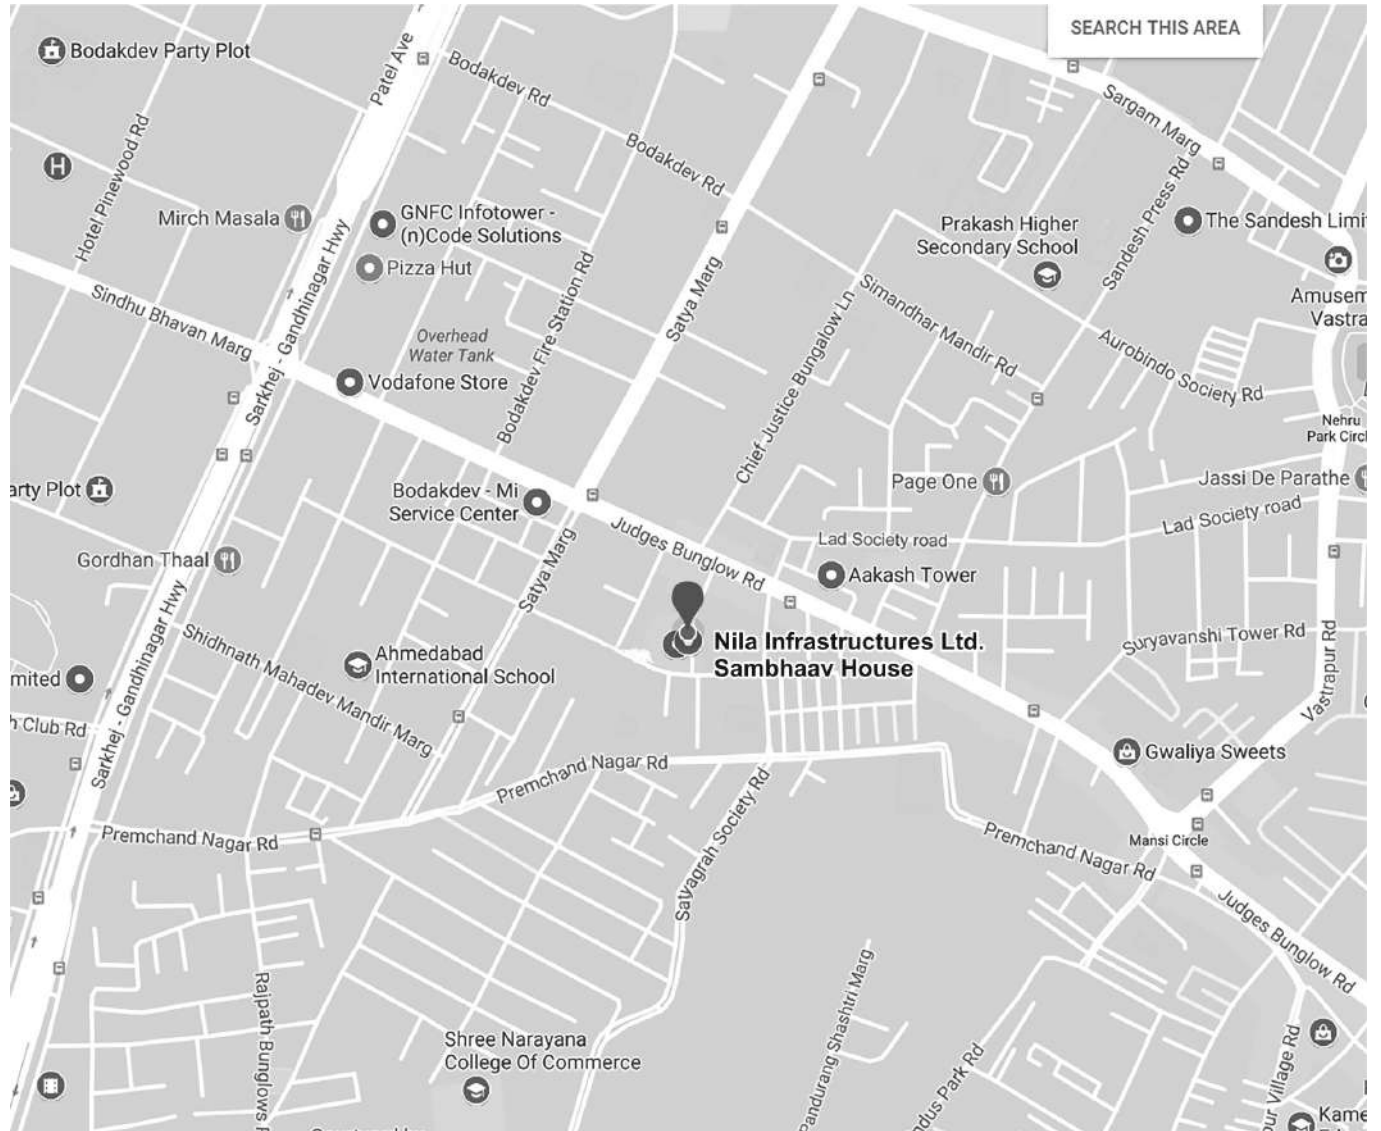 SEARCH THIS AREA
Bodakdev Party Plot
Patel Ave
Bodakdev Rd
Sargam Marg
Hotel Pinewood Rd
H
Bodakdev Rd
Sandesh Press Rd
Mirch Masala
GNFC Infotower -
(n)Code Solutions
Pizza Hut
Prakash Higher
Secondary School
The Sandesh Limi
Sarkhej - Gandhinagar Hwy
Bodakdev Fire Station Rd
Satya Marg
Chief Justice Bungalow Ln
Simandhar Mandir Rd
Amusem
Vastra
Sindhu Bhavan Marg
Overhead
Water Tank
Aurobindo Society Rd
Vodafone Store
Nehru
Park Circl
arty Plot
Bodakdev - Mi
Service Center
Page One
Jassi De Parathe
Lad Society road
Judges Bunglow Rd
Lad Society road
Gordhan Thaal
Satya Marg
Aakash Tower
Sarkhej - Gandhinagar Hwy
Shidhnath Mahadev Mandir Marg
Ahmedabad
International School
Nila Infrastructures Ltd.
Sambhaav House
Suryavanshi Tower Rd
Vastrapur Rd
mited
h Club Rd
Gwaliya Sweets
Premchand Nagar Rd
Premchand Nagar Rd
Satyagrah Society Rd
Premchand Nagar Rd
Mansi Circle
Judges Bunglow Rd
Rajpath Bunglows
Pandurang Shashtri Marg
Shree Narayana
College Of Commerce
ndus Park Rd
pur Village Rd
Kame